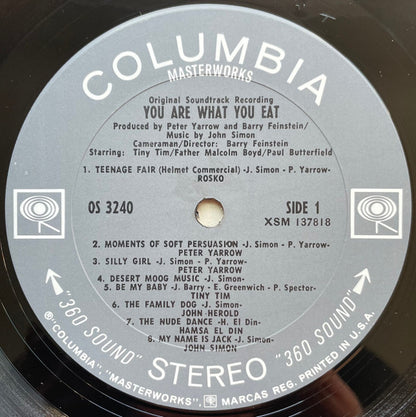 COLUMBIA
MASTERWORKS
Original Soundtrack Recording
YOU ARE WHAT YOU EAT
Produced by Peter Yarrow and Barry Feinstein/
Music by John Simon
Cameraman/Director: Barry Feinstein
Starring: Tiny Tim/Father Malcolm Boyd/Paul Butterfield
1. TEENAGE FAIR (Helmet Commercial) -J. Simon - P. Yarrow-
ROSKO
OS 3240
SIDE 1
XSM 137818
2. MOMENTS OF SOFT PERSUASION -J. Simon - P. Yarrow-
PETER YARROW
3. SILLY GIRL -J. Simon - P. Yarrow-
PETER YARROW
4. DESERT MOOG MUSIC -J. Simon-
5. BE MY BABY -J. Barry - E. Greenwich - P. Spector-
TINY TIM
6. THE FAMILY DOG -J. Simon-
JOHN HEROLD
7. THE NUDE DANCE -H. El Din-
HAMSA EL DIN
8. MY NAME IS JACK -J. Simon-
JOHN SIMON
"360 SOUND" STEREO "360 SOUND"
® "COLUMBIA", "MASTERWORKS", MARCAS REG. PRINTED IN U.S.A.